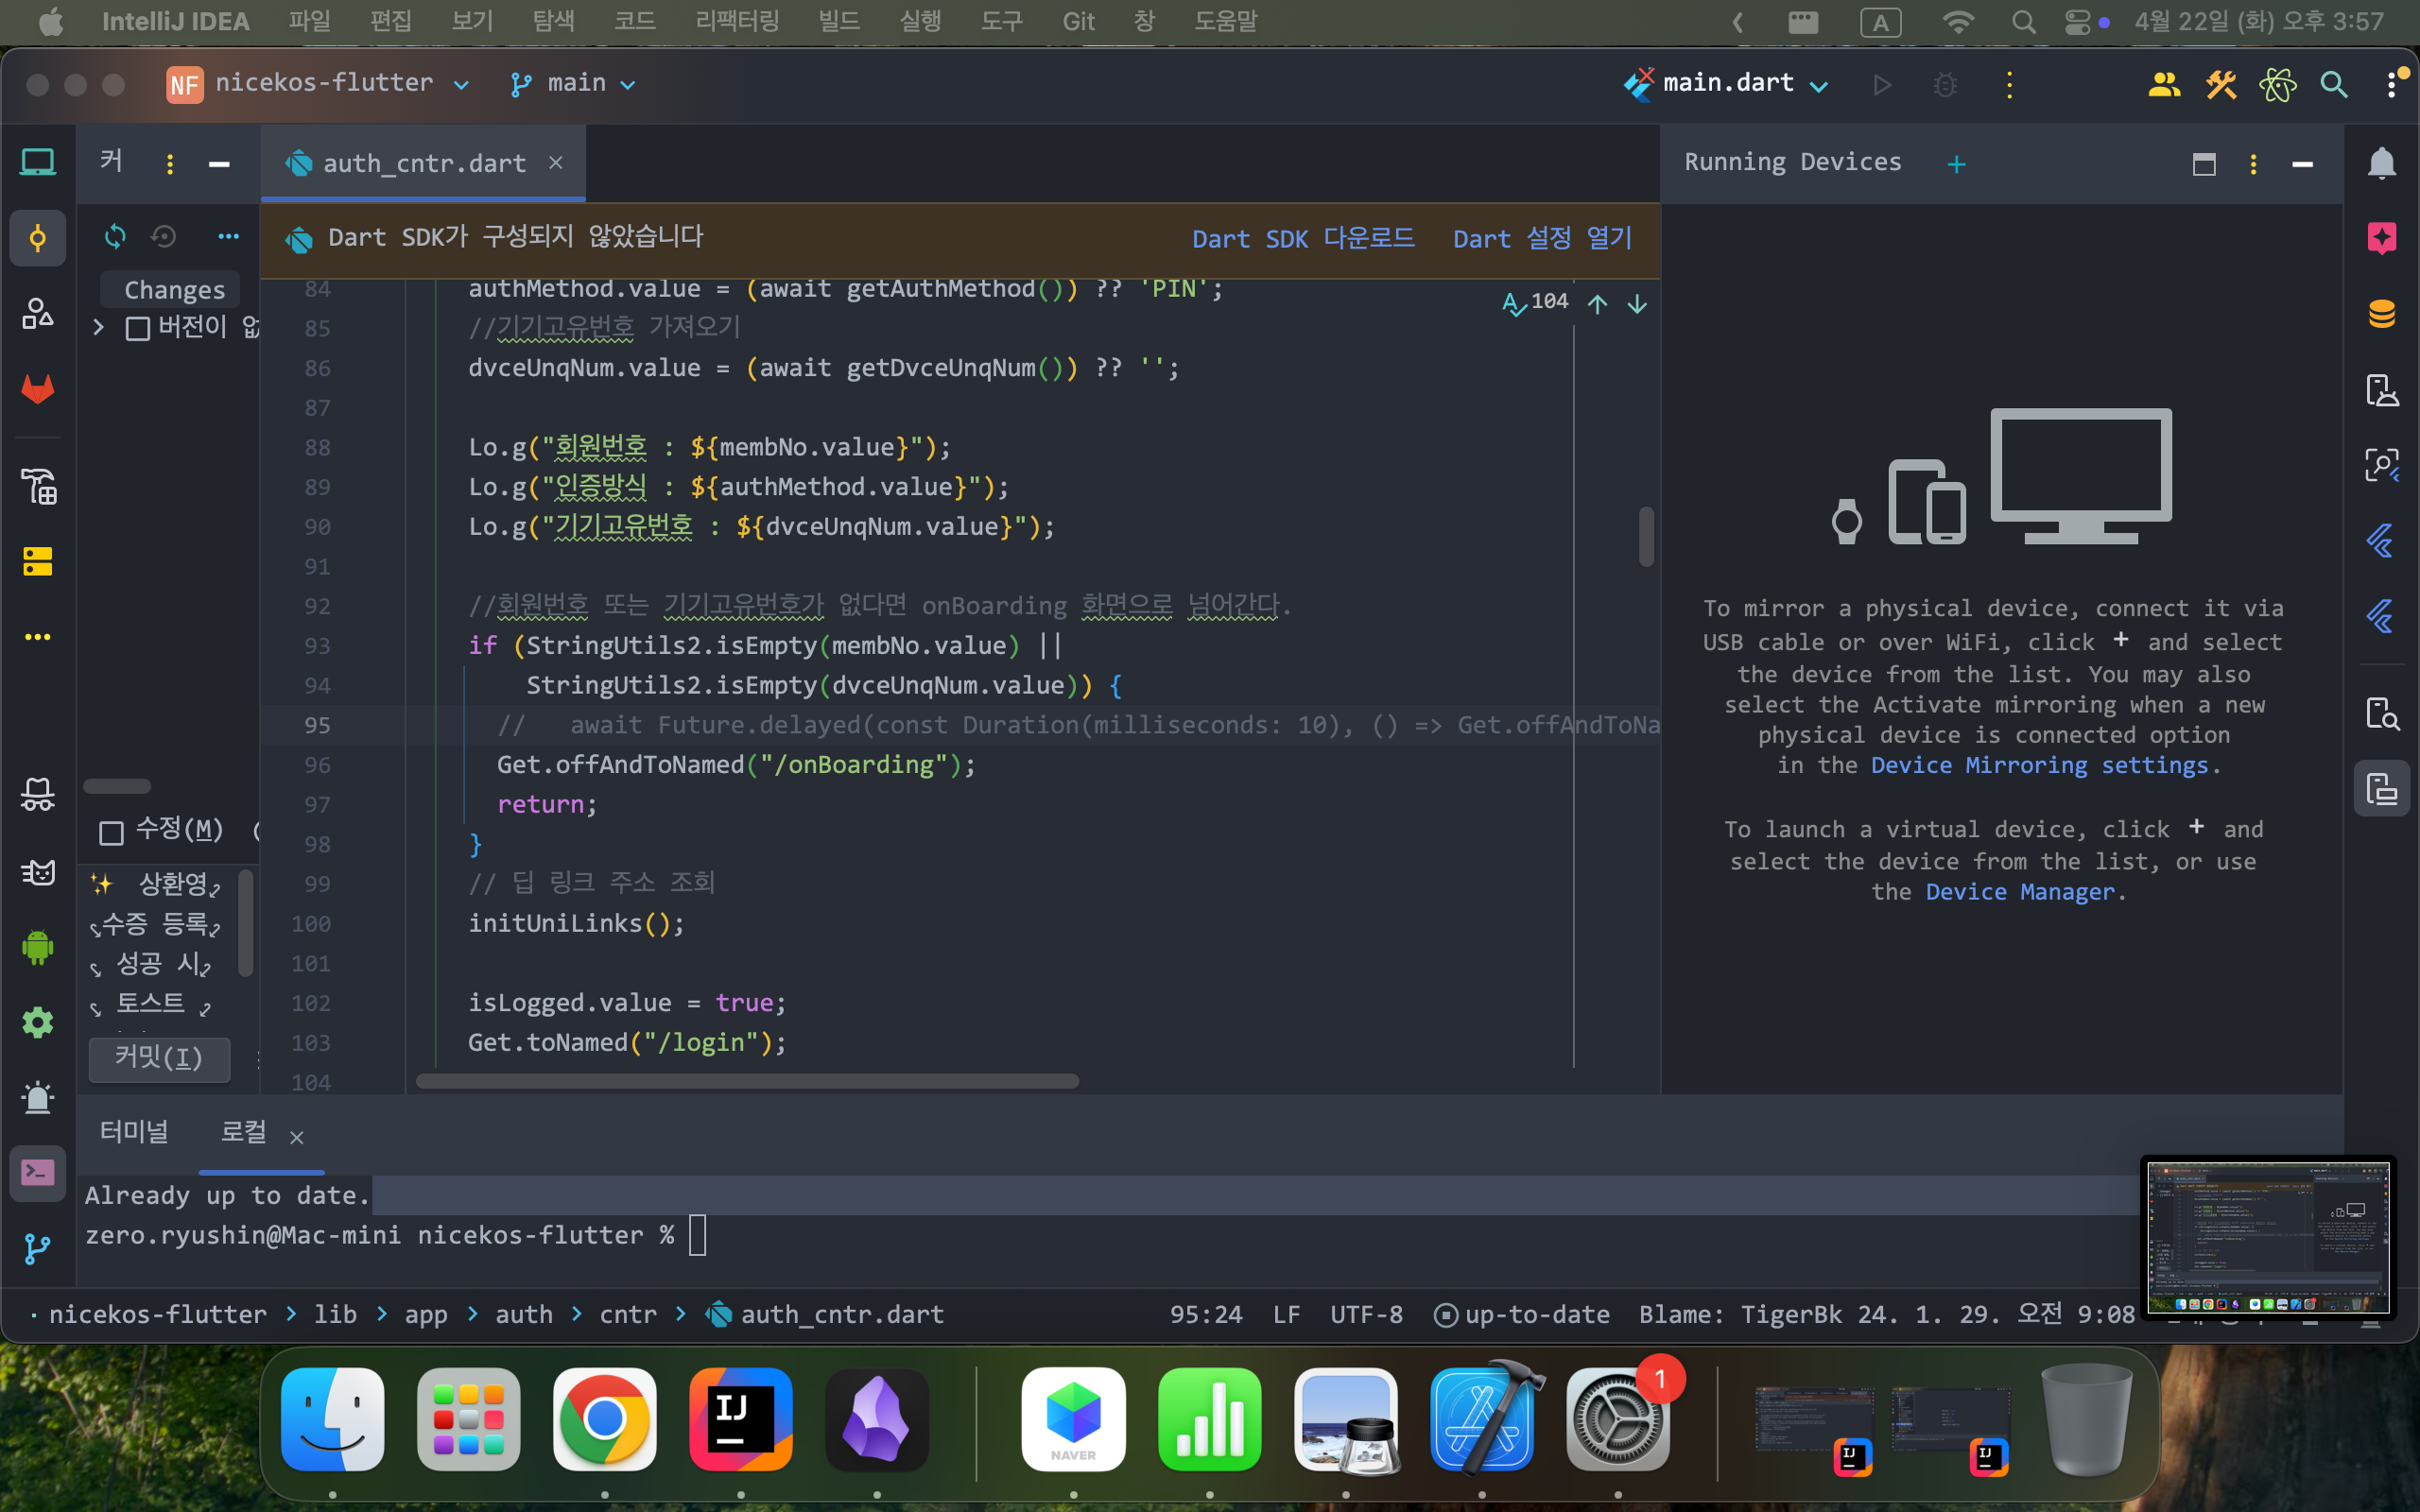 IntelliJ IDEA 파일 편집 보기 탐색 코드 리팩터링 빌드 실행 도구 Git 창 도움말 A 4월 22일 (화) 오후 3:57
NF nicekos-flutter main main.dart
커
auth_cntr.dart
Running Devices
Dart SDK가 구성되지 않았습니다 Dart SDK 다운로드 Dart 설정 열기
Changes
버전이 없
104
84 authMethod.value = (await getAuthMethod()) ?? 'PIN';
85 //기기고유번호 가져오기
86 dvceUnqNum.value = (await getDvceUnqNum()) ?? '';
87
88 Lo.g("회원번호 : ${membNo.value}");
89 Lo.g("인증방식 : ${authMethod.value}");
90 Lo.g("기기고유번호 : ${dvceUnqNum.value}");
91
92 //회원번호 또는 기기고유번호가 없다면 onBoarding 화면으로 넘어간다.
93 if (StringUtils2.isEmpty(membNo.value) ||
94 StringUtils2.isEmpty(dvceUnqNum.value)) {
95 // await Future.delayed(const Duration(milliseconds: 10), () => Get.offAndToNa
96 Get.offAndToNamed("/onBoarding");
97 return;
98 }
99 // 딥 링크 주소 조회
100 initUniLinks();
101
102 isLogged.value = true;
103 Get.toNamed("/login");
104
수정(M)
✨ 상환영
수증 등록
성공 시
토스트
커밋(I)
To mirror a physical device, connect it via
USB cable or over WiFi, click + and select
the device from the list. You may also
select the Activate mirroring when a new
physical device is connected option
in the Device Mirroring settings.
To launch a virtual device, click + and
select the device from the list, or use
the Device Manager.
터미널 로컬
Already up to date.
zero.ryushin@Mac-mini nicekos-flutter %
nicekos-flutter > lib > app > auth > cntr > auth_cntr.dart 95:24 LF UTF-8 up-to-date Blame: TigerBk 24. 1. 29. 오전 9:08
IJ
NAVER
1
IJ
IJ